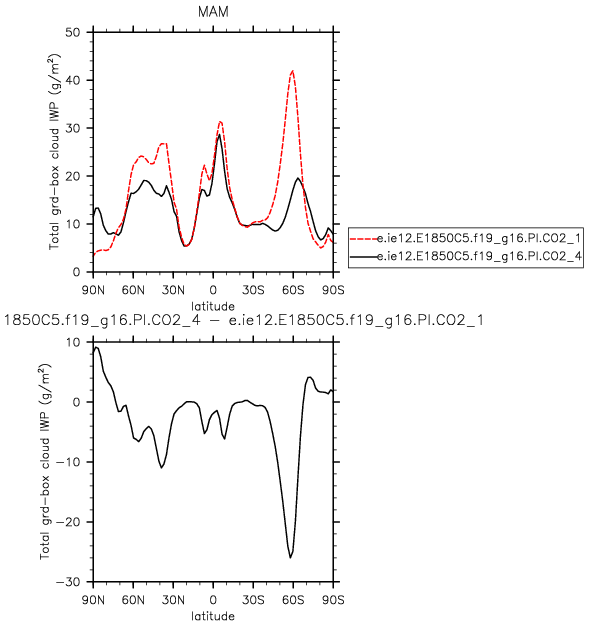 MAM
Total grd-box cloud IWP (g/m²)
50
40
30
20
10
0
90N 60N 30N 0 30S 60S 90S
latitude
e.ie12.E1850C5.f19_g16.PI.CO2_1
e.ie12.E1850C5.f19_g16.PI.CO2_4
1850C5.f19_g16.PI.CO2_4 − e.ie12.E1850C5.f19_g16.PI.CO2_1
Total grd-box cloud IWP (g/m²)
10
0
−10
−20
−30
90N 60N 30N 0 30S 60S 90S
latitude